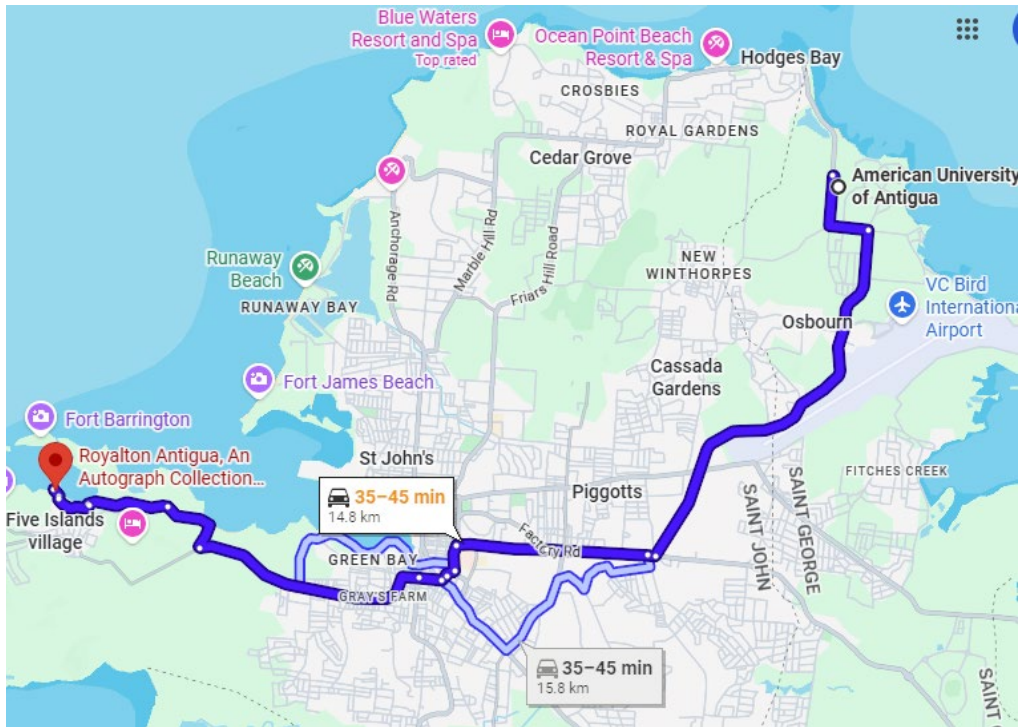 Blue Waters
Resort and Spa
Top rated
Ocean Point Beach
Resort & Spa
Hodges Bay
CROSBIES
ROYAL GARDENS
Cedar Grove
American University
of Antigua
Anchorage Rd
Marble Hill Rd
Friars Hill Road
NEW
WINTHORPES
Runaway
Beach
RUNAWAY BAY
VC Bird
Internationa
Airport
Osbourn
Cassada
Gardens
Fort James Beach
Fort Barrington
Royalton Antigua, An
Autograph Collection...
St John's
35–45 min
14.8 km
Piggotts
FITCHES CREEK
Five Islands
village
SAINT JOHN
SAINT GEORGE
Factory Rd
GREEN BAY
GRAY'S FARM
35–45 min
15.8 km
SAINT